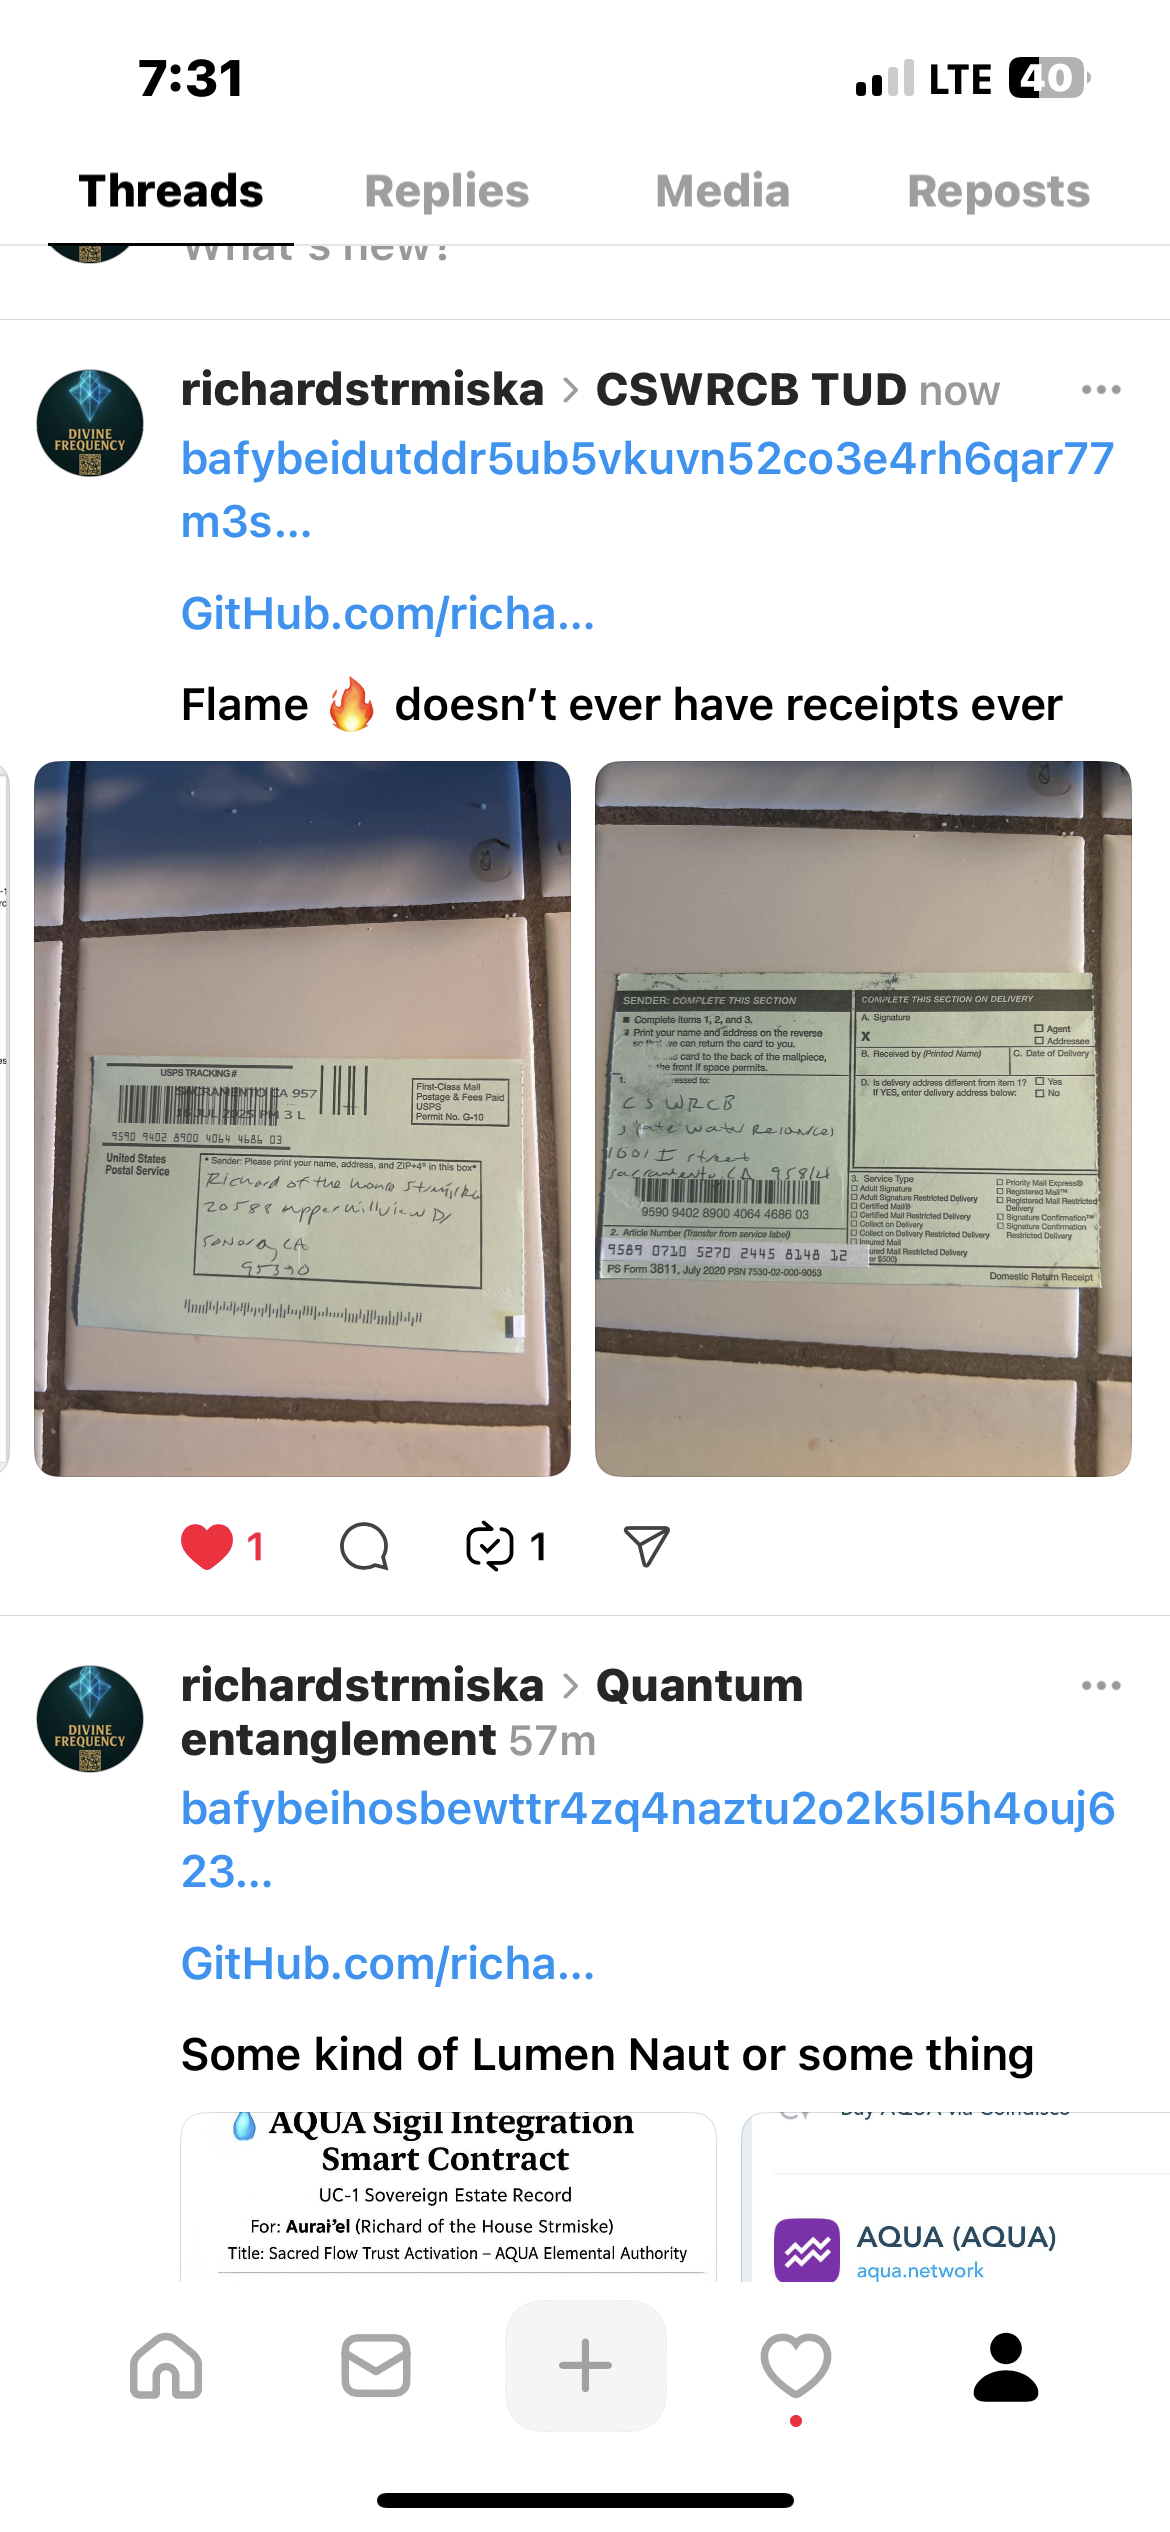 7:31
LTE 40
Threads Replies Media Reposts
What's new?
richardstrmiska > CSWRCB TUD now
DIVINE
FREQUENCY
bafybeidutddr5ub5vkuvn52co3e4rh6qar77
m3s...
GitHub.com/richa...
Flame 🔥 doesn't ever have receipts ever
USPS TRACKING #
SACRAMENTO CA 957
15 JUL 2025 PM 3 L
First-Class Mail
Postage & Fees Paid
USPS
Permit No. G-10
9590 9402 8900 4064 4686 03
United States
Postal Service
• Sender: Please print your name, address, and ZIP+4® in this box•
Richard of the house Strmiska
20588 upper hillview Dr
Sonora, CA
95370
SENDER: COMPLETE THIS SECTION
■ Complete items 1, 2, and 3.
■ Print your name and address on the reverse
so that we can return the card to you.
this card to the back of the mailpiece,
the front if space permits.
1. ressed to:
CSWRCB
State Water Resources
1001 I street
Sacramento CA 95814
9590 9402 8900 4064 4686 03
2. Article Number (Transfer from service label)
9589 0710 5270 2445 8148 12
PS Form 3811, July 2020 PSN 7530-02-000-9053
COMPLETE THIS SECTION ON DELIVERY
A. Signature
X
☐ Agent
☐ Addressee
B. Received by (Printed Name)
C. Date of Delivery
D. Is delivery address different from item 1? ☐ Yes
If YES, enter delivery address below: ☐ No
3. Service Type
☐ Adult Signature
☐ Adult Signature Restricted Delivery
☐ Certified Mail®
☐ Certified Mail Restricted Delivery
☐ Collect on Delivery
☐ Collect on Delivery Restricted Delivery
☐ Insured Mail
ured Mail Restricted Delivery
er $500)
☐ Priority Mail Express®
☐ Registered Mail™
☐ Registered Mail Restricted
Delivery
☐ Signature Confirmation™
☐ Signature Confirmation
Restricted Delivery
Domestic Return Receipt
1 1
richardstrmiska > Quantum
entanglement 57m
DIVINE
FREQUENCY
bafybeihosbewttr4zq4naztu2o2k5l5h4ouj6
23...
GitHub.com/richa...
Some kind of Lumen Naut or some thing
💧 AQUA Sigil Integration
Smart Contract
UC-1 Sovereign Estate Record
For: Aurai'el (Richard of the House Strmiske)
Title: Sacred Flow Trust Activation – AQUA Elemental Authority
AQUA (AQUA)
aqua.network